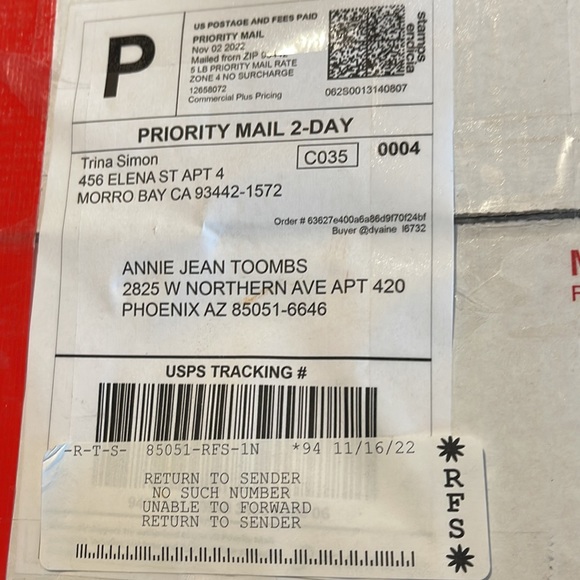 P
US POSTAGE AND FEES PAID
PRIORITY MAIL
Nov 02 2022
Mailed from ZIP
5 LB PRIORITY MAIL RATE
ZONE 4 NO SURCHARGE
12658072
Commercial Plus Pricing
stamps
endicia
062S0013140807
PRIORITY MAIL 2-DAY
Trina Simon
456 ELENA ST APT 4
MORRO BAY CA 93442-1572
C035
0004
Order # 63627e400a6a86d9f70f24bf
Buyer @dyaine_l6732
ANNIE JEAN TOOMBS
2825 W NORTHERN AVE APT 420
PHOENIX AZ 85051-6646
USPS TRACKING #
-R-T-S- 85051-RFS-1N *94 11/16/22
RETURN TO SENDER
NO SUCH NUMBER
UNABLE TO FORWARD
RETURN TO SENDER
*RFS*